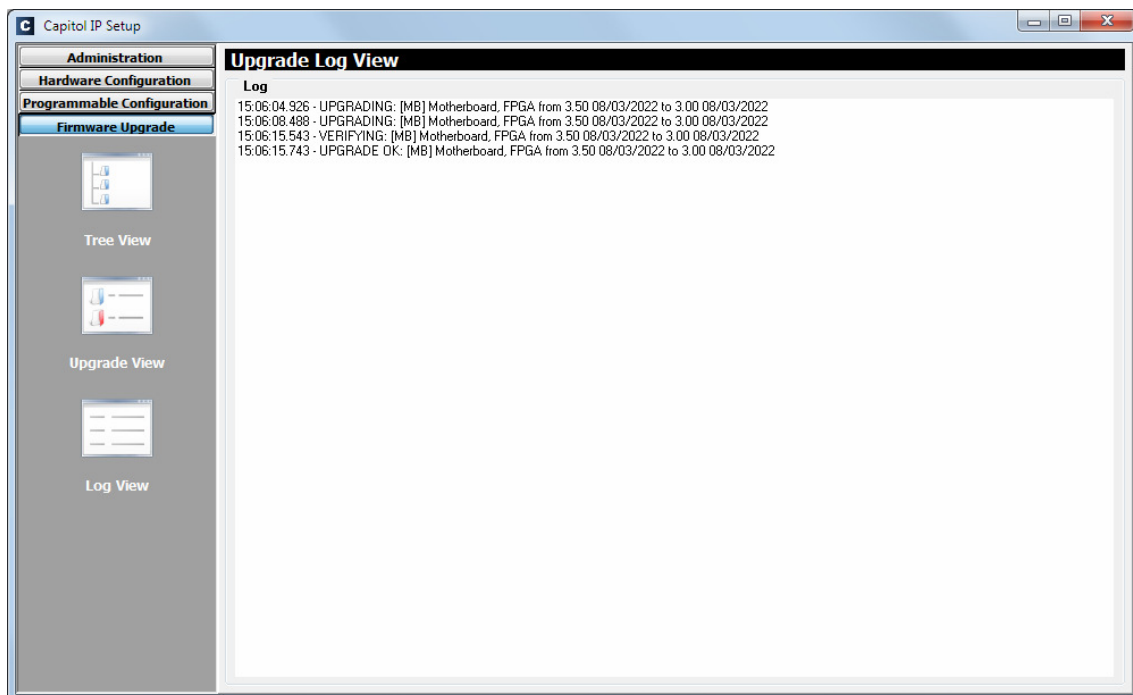 Capitol IP Setup
Administration
Hardware Configuration
Programmable Configuration
Firmware Upgrade
Tree View
Upgrade View
Log View
Upgrade Log View
Log
15:06:04.926 - UPGRADING: [MB] Motherboard, FPGA from 3.50 08/03/2022 to 3.00 08/03/2022
15:06:08.488 - UPGRADING: [MB] Motherboard, FPGA from 3.50 08/03/2022 to 3.00 08/03/2022
15:06:15.543 - VERIFYING: [MB] Motherboard, FPGA from 3.50 08/03/2022 to 3.00 08/03/2022
15:06:15.743 - UPGRADE OK: [MB] Motherboard, FPGA from 3.50 08/03/2022 to 3.00 08/03/2022